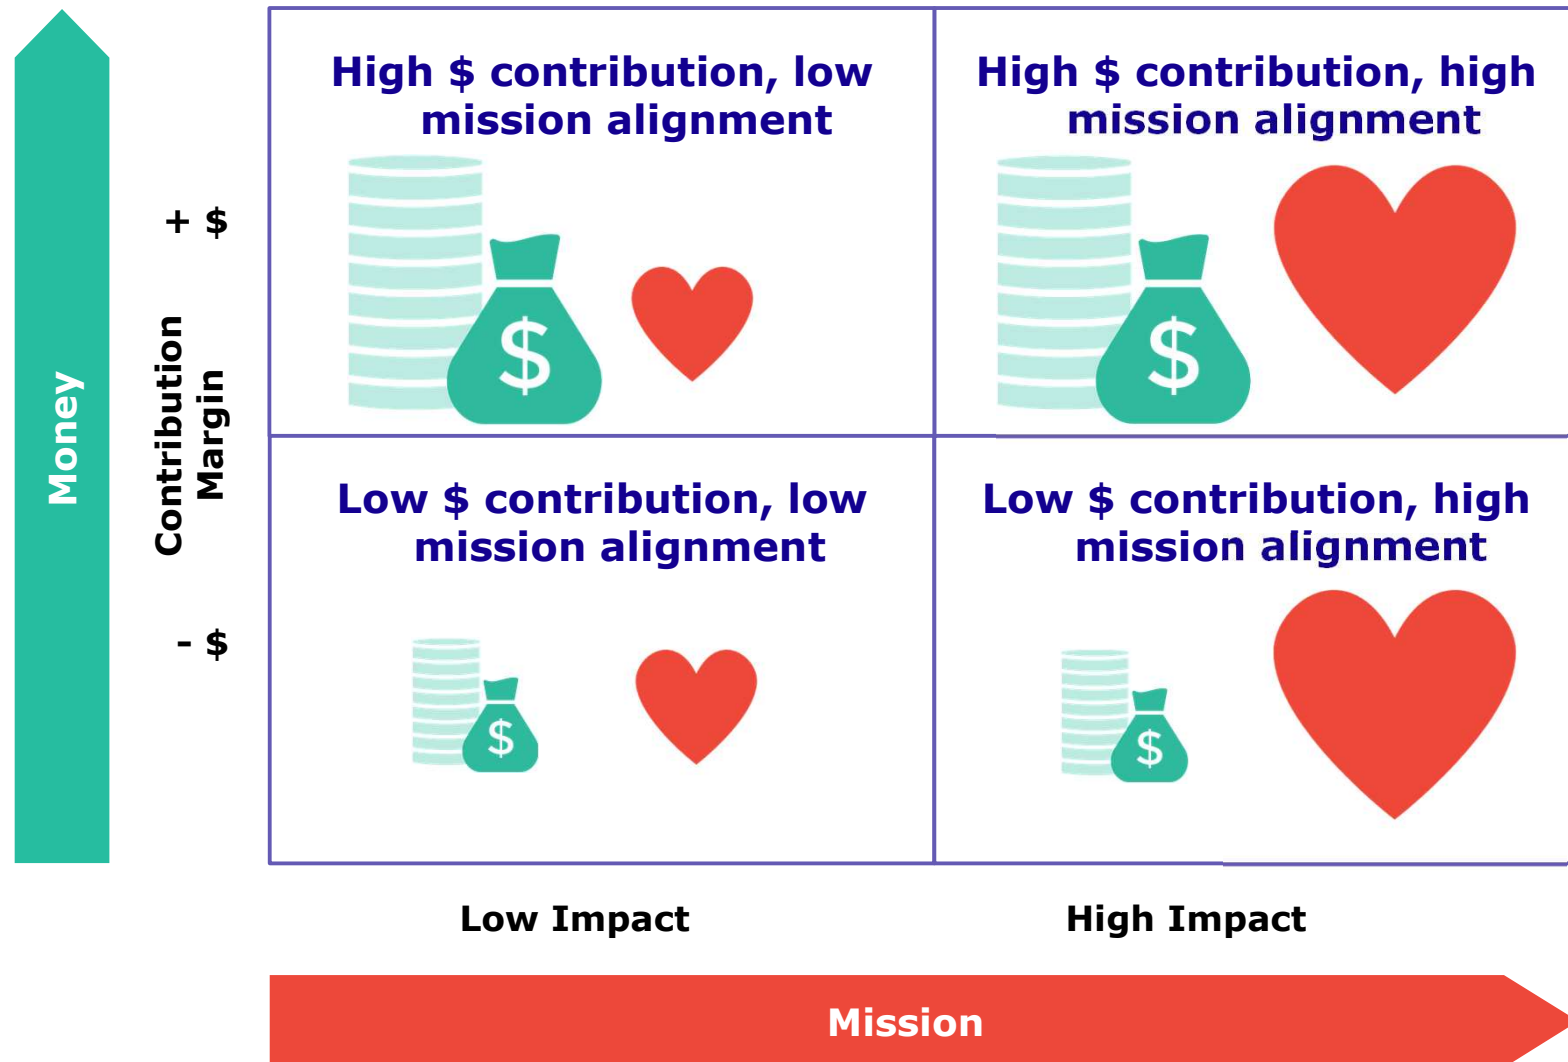 High $ contribution, low
mission alignment
High $ contribution, high
mission alignment
$
$
+ $
Money
Contribution
Margin
- $
Low $ contribution, low
mission alignment
Low $ contribution, high
mission alignment
$
$
Low Impact
High Impact
Mission